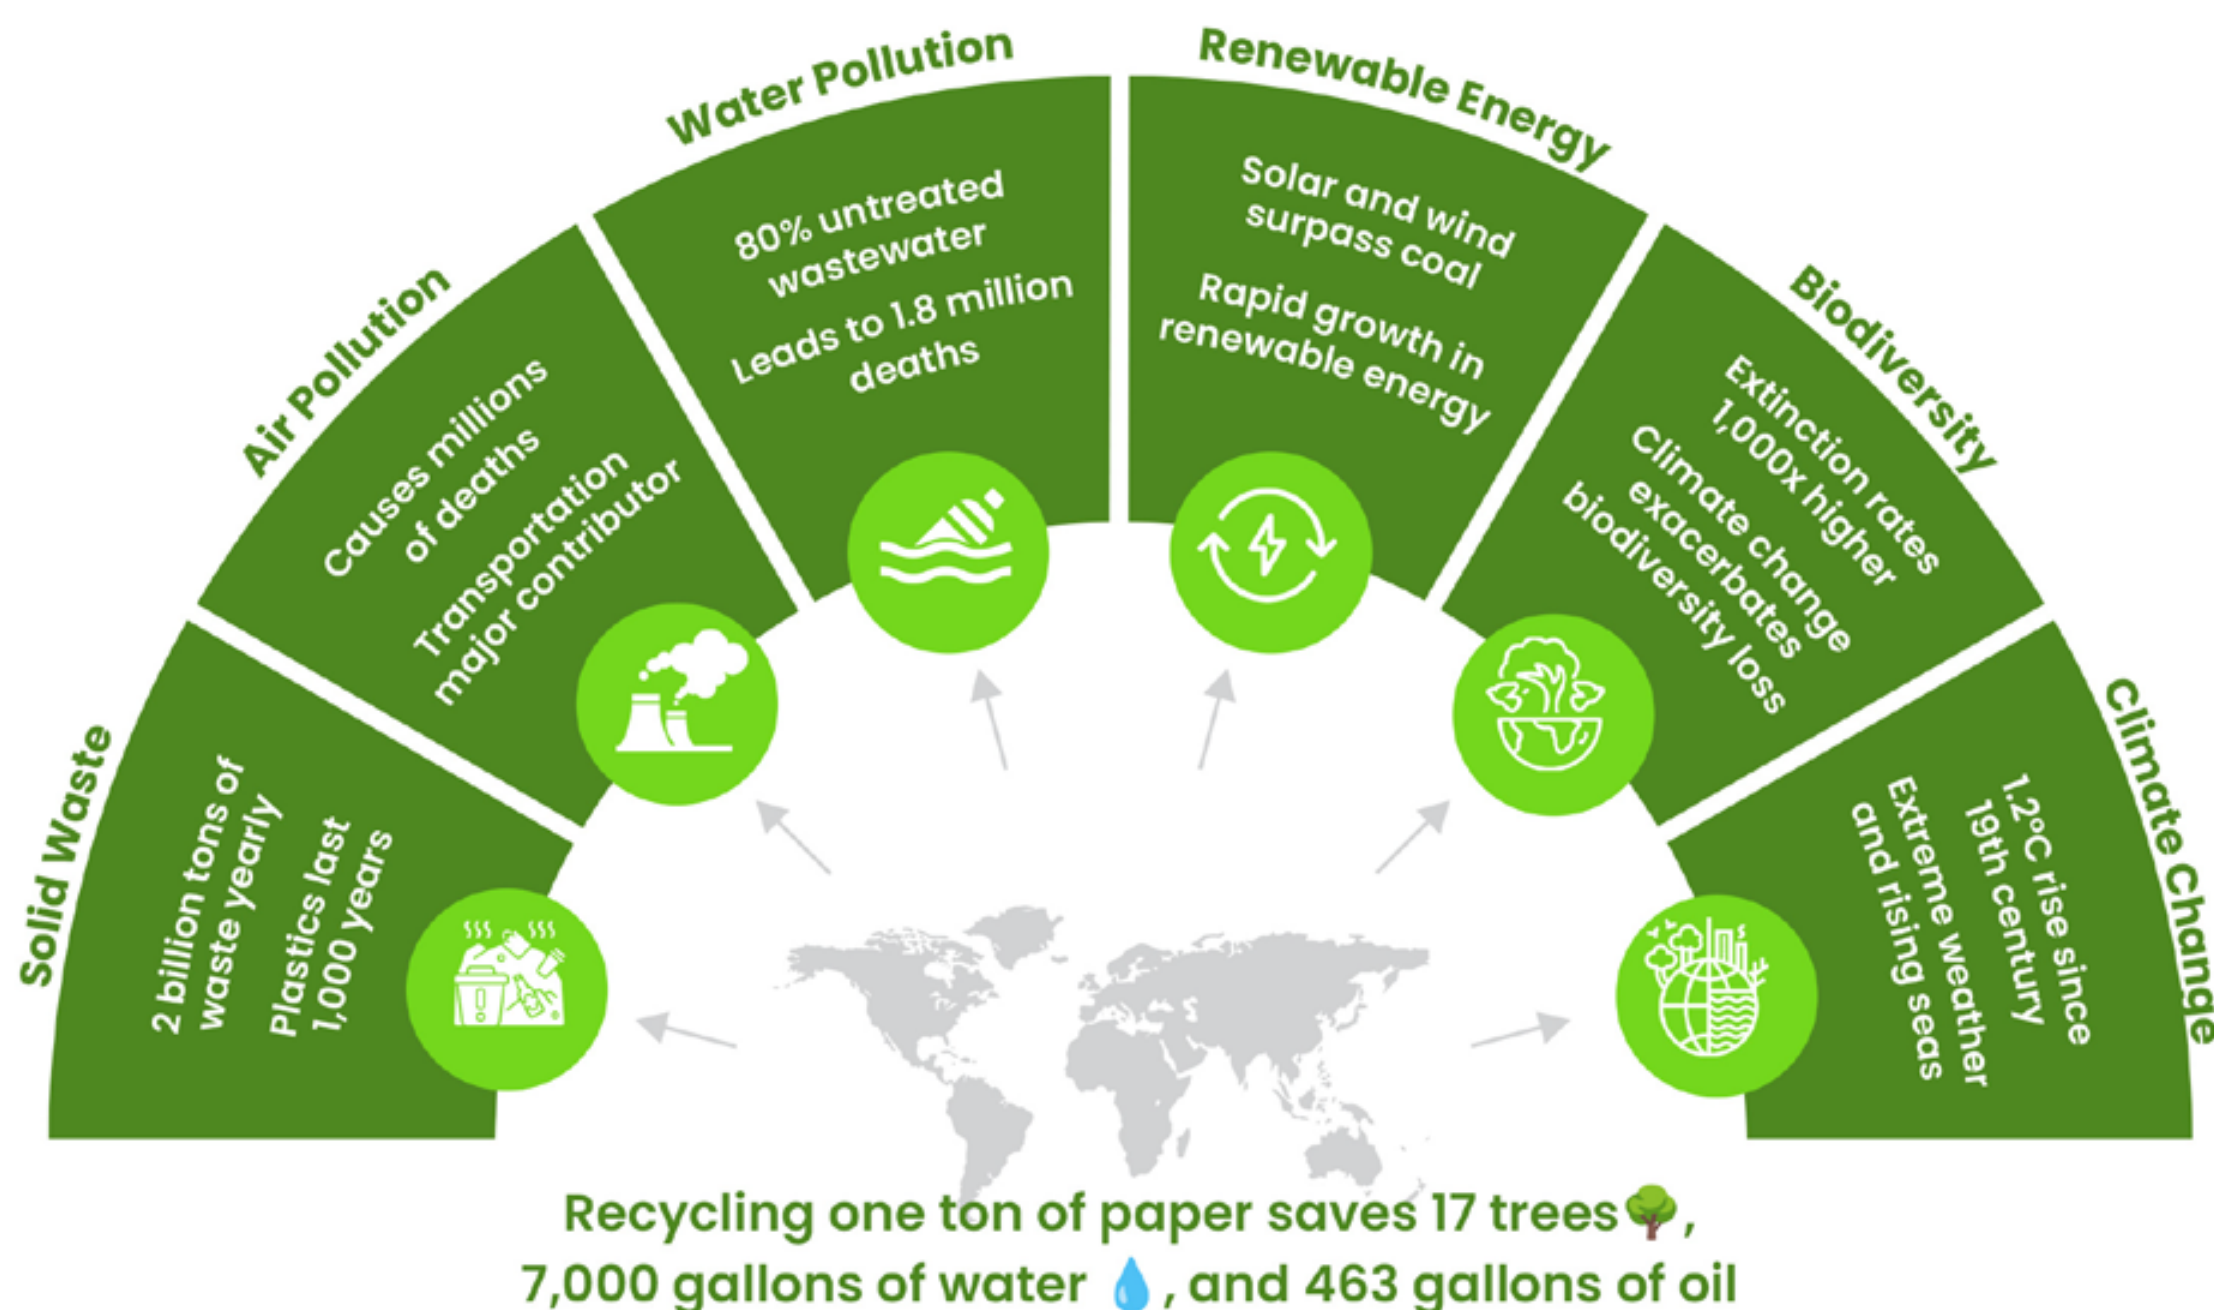 Solid Waste
2 billion tons of
waste yearly
Plastics last
1,000 years
Air Pollution
Causes millions
of deaths
Transportation
major contributor
Water Pollution
80% untreated
wastewater
Leads to 1.8 million
deaths
Renewable Energy
Solar and wind
surpass coal
Rapid growth in
renewable energy
Biodiversity
Extinction rates
1,000x higher
Climate change
exacerbates
biodiversity loss
Climate Change
1.2°C rise since
19th century
Extreme weather
and rising seas
Recycling one ton of paper saves 17 trees🌳,
7,000 gallons of water 💧, and 463 gallons of oil